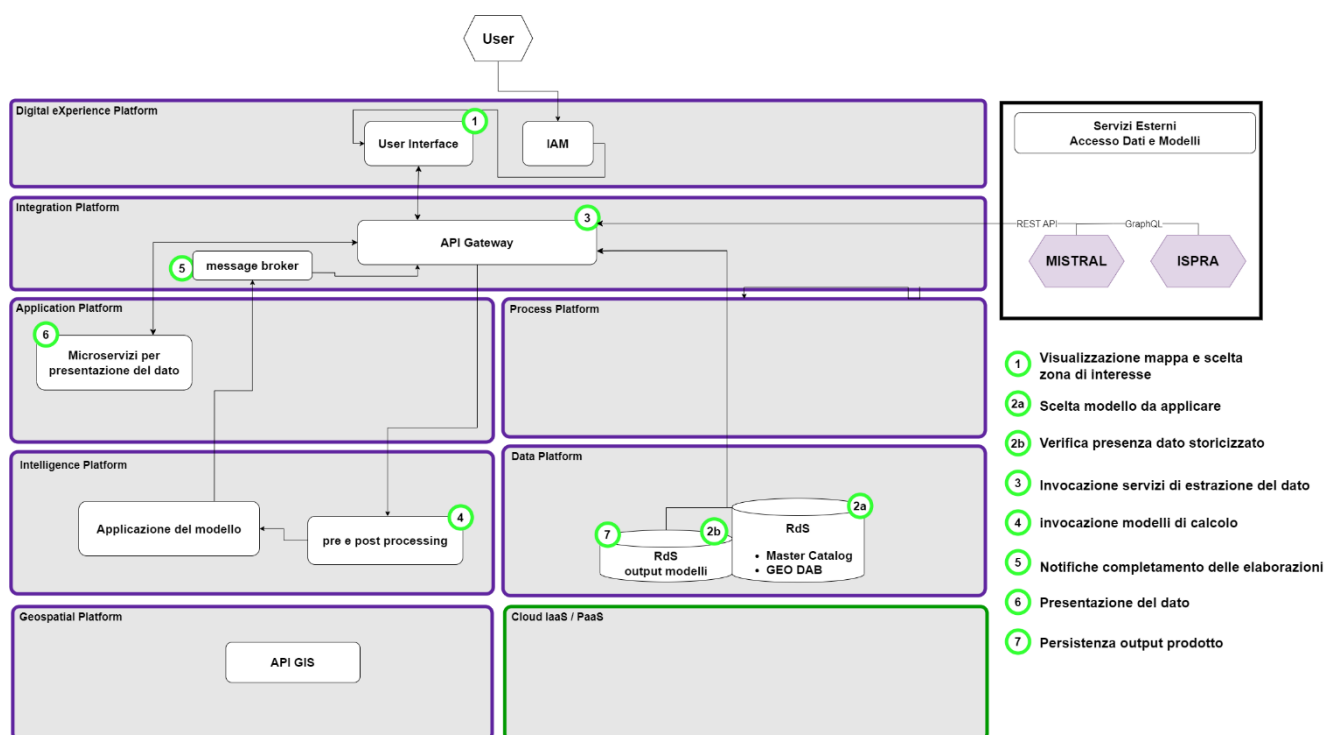 User
Digital eXperience Platform
1
User Interface
IAM
Servizi Esterni
Accesso Dati e Modelli
Integration Platform
3
API Gateway
REST API
GraphQL
MISTRAL
ISPRA
5
message broker
Application Platform
6
Microservizi per
presentazione del dato
Process Platform
Intelligence Platform
Applicazione del modello
4
pre e post processing
Data Platform
7
2b
RdS
output modelli
2a
RdS
• Master Catalog
• GEO DAB
Geospatial Platform
API GIS
Cloud IaaS / PaaS
1 Visualizzazione mappa e scelta
zona di interesse
2a Scelta modello da applicare
2b Verifica presenza dato storicizzato
3 Invocazione servizi di estrazione del dato
4 Invocazione modelli di calcolo
5 Notifiche completamento delle elaborazioni
6 Presentazione del dato
7 Persistenza output prodotto